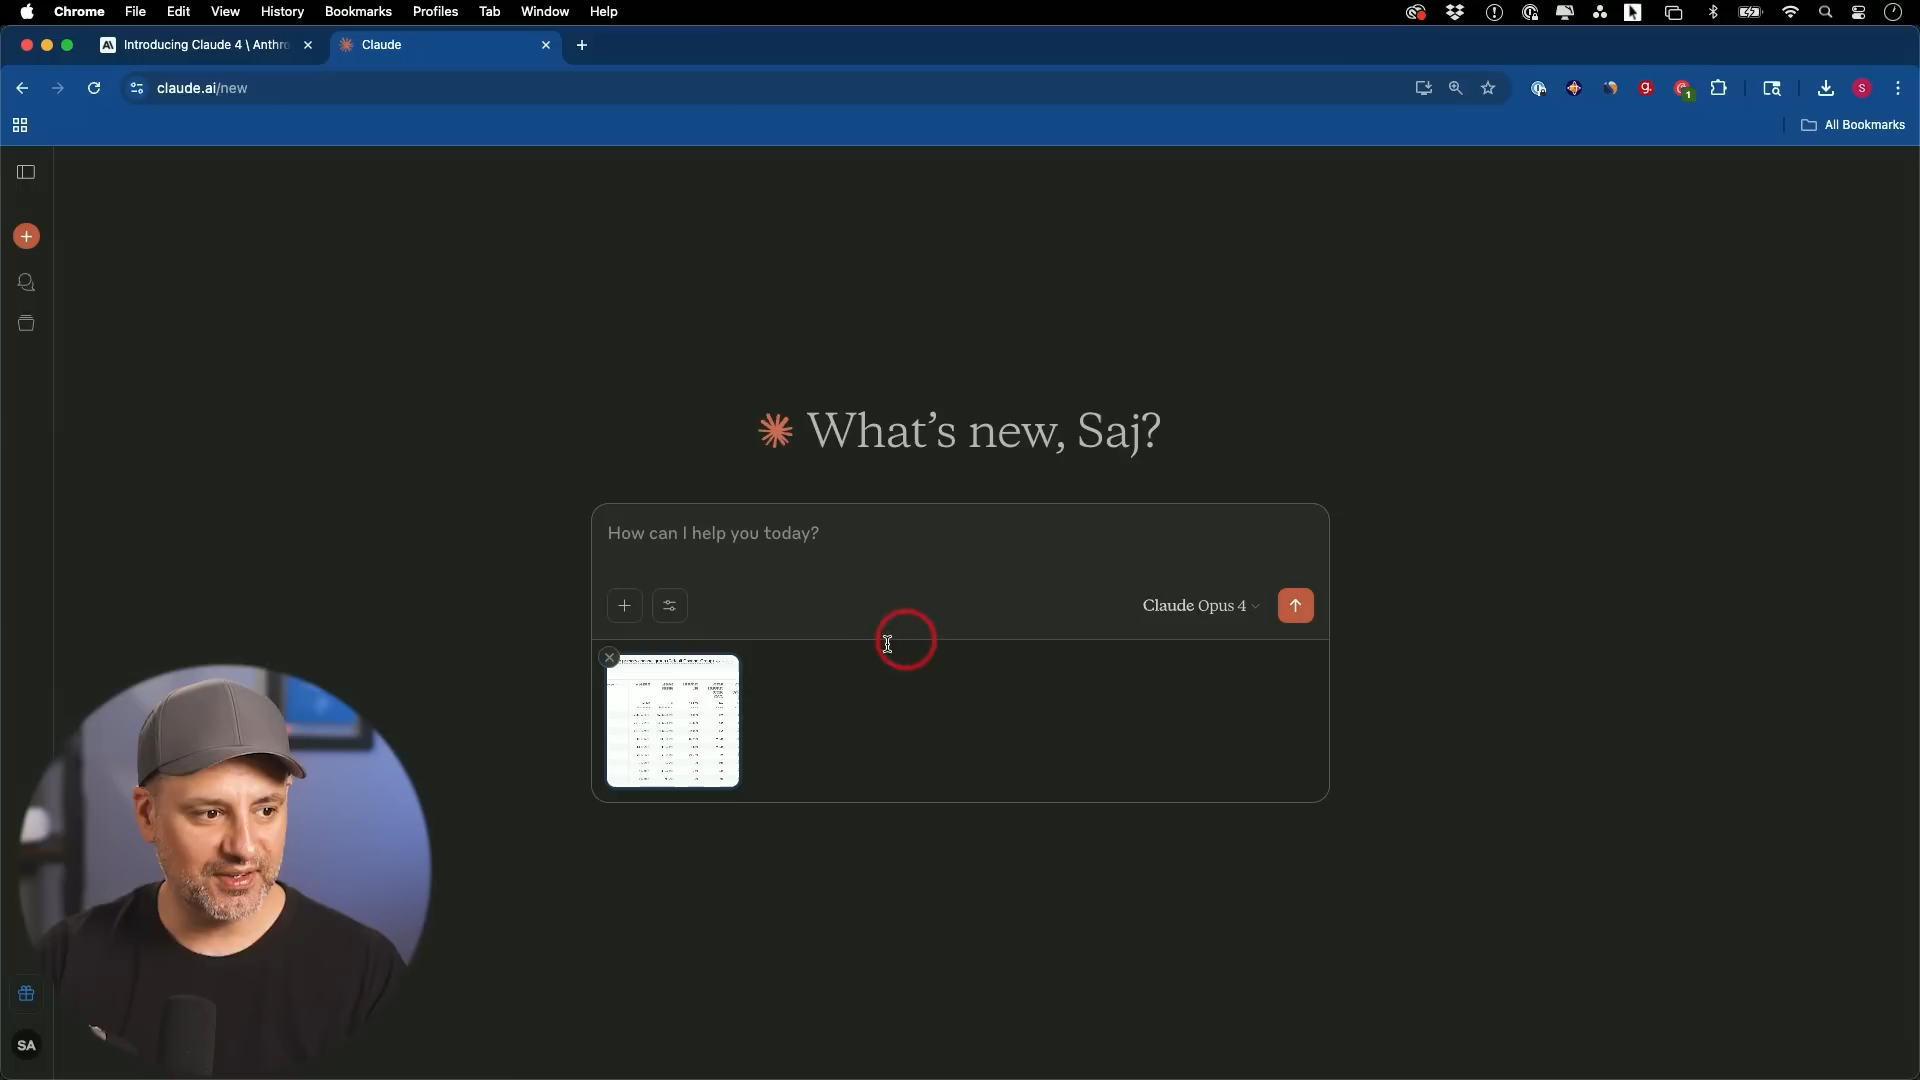 Chrome File Edit View History Bookmarks Profiles Tab Window Help
Introducing Claude 4 \ Anthro
Claude
claude.ai/new
g.
1
S
All Bookmarks
What's new, Saj?
How can I help you today?
Claude Opus 4
SA